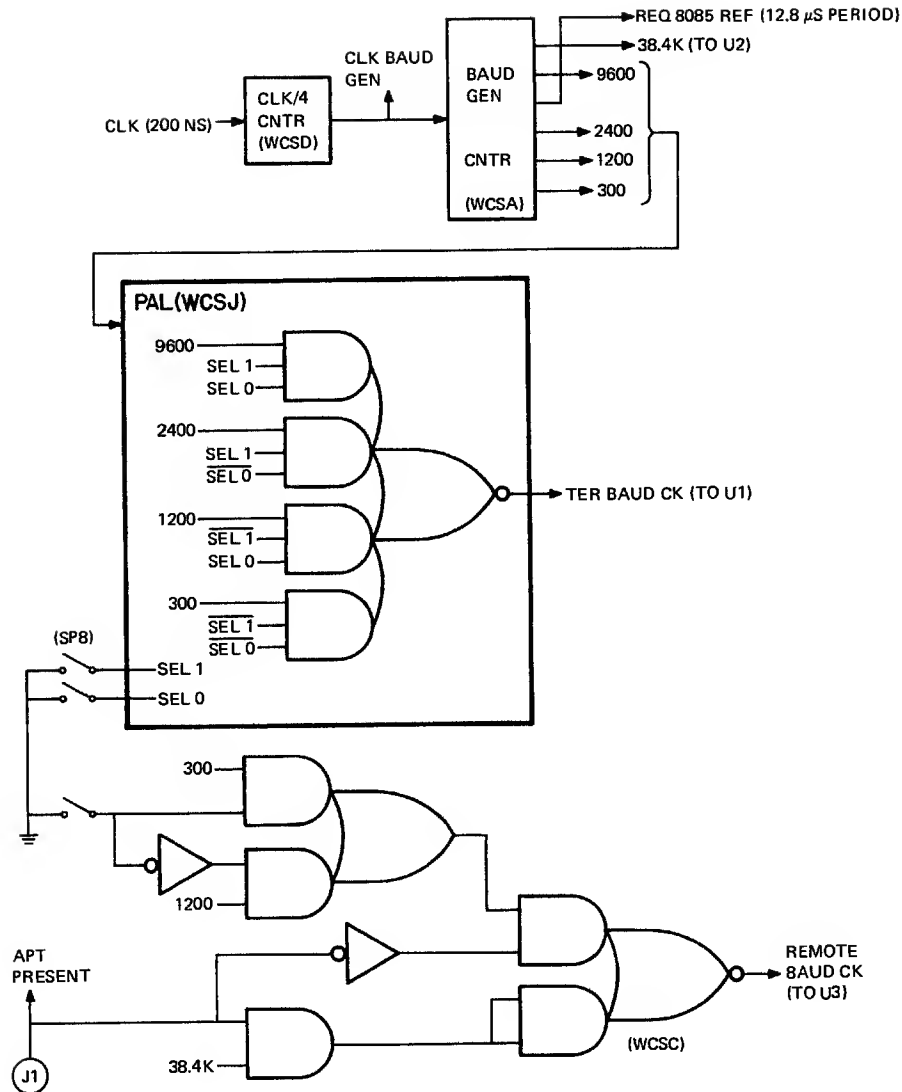 REQ 8085 REF (12.8 µS PERIOD)
38.4K (TO U2)
CLK BAUD
GEN
BAUD
GEN
9600
CLK/4
CNTR
(WCSD)
CLK (200 NS)
2400
CNTR
1200
(WCSA)
300
PAL(WCSJ)
9600
SEL 1
SEL 0
2400
SEL 1
SEL 0
TER BAUD CK (TO U1)
1200
SEL 1
SEL 0
300
SEL 1
SEL 0
(SP8)
SEL 1
SEL 0
300
1200
APT
PRESENT
REMOTE
8AUD CK
(TO U3)
(WCSC)
J1
38.4K